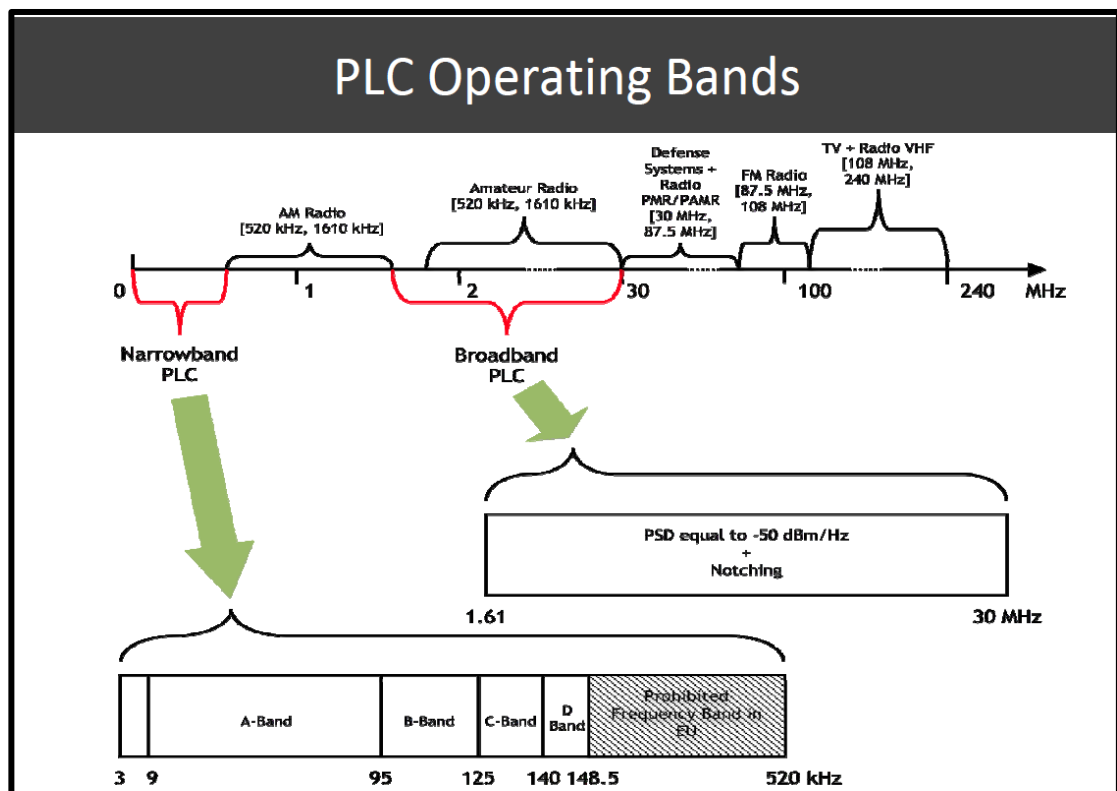 PLC Operating Bands
AM Radio
[520 kHz, 1610 kHz]
Amateur Radio
[520 kHz, 1610 kHz]
Defense
Systems +
Radio
PMR/PAMR
[30 MHz,
87.5 MHz]
FM Radio
[87.5 MHz,
108 MHz]
TV + Radio VHF
[108 MHz,
240 MHz]
0 1 2 30 100 240 MHz
Narrowband
PLC
Broadband
PLC
PSD equal to -50 dBm/Hz
+
Notching
1.61 30 MHz
A-Band
B-Band
C-Band
D
Band
Prohibited
Frequency Band in
EU
3 9 95 125 140 148.5 520 kHz